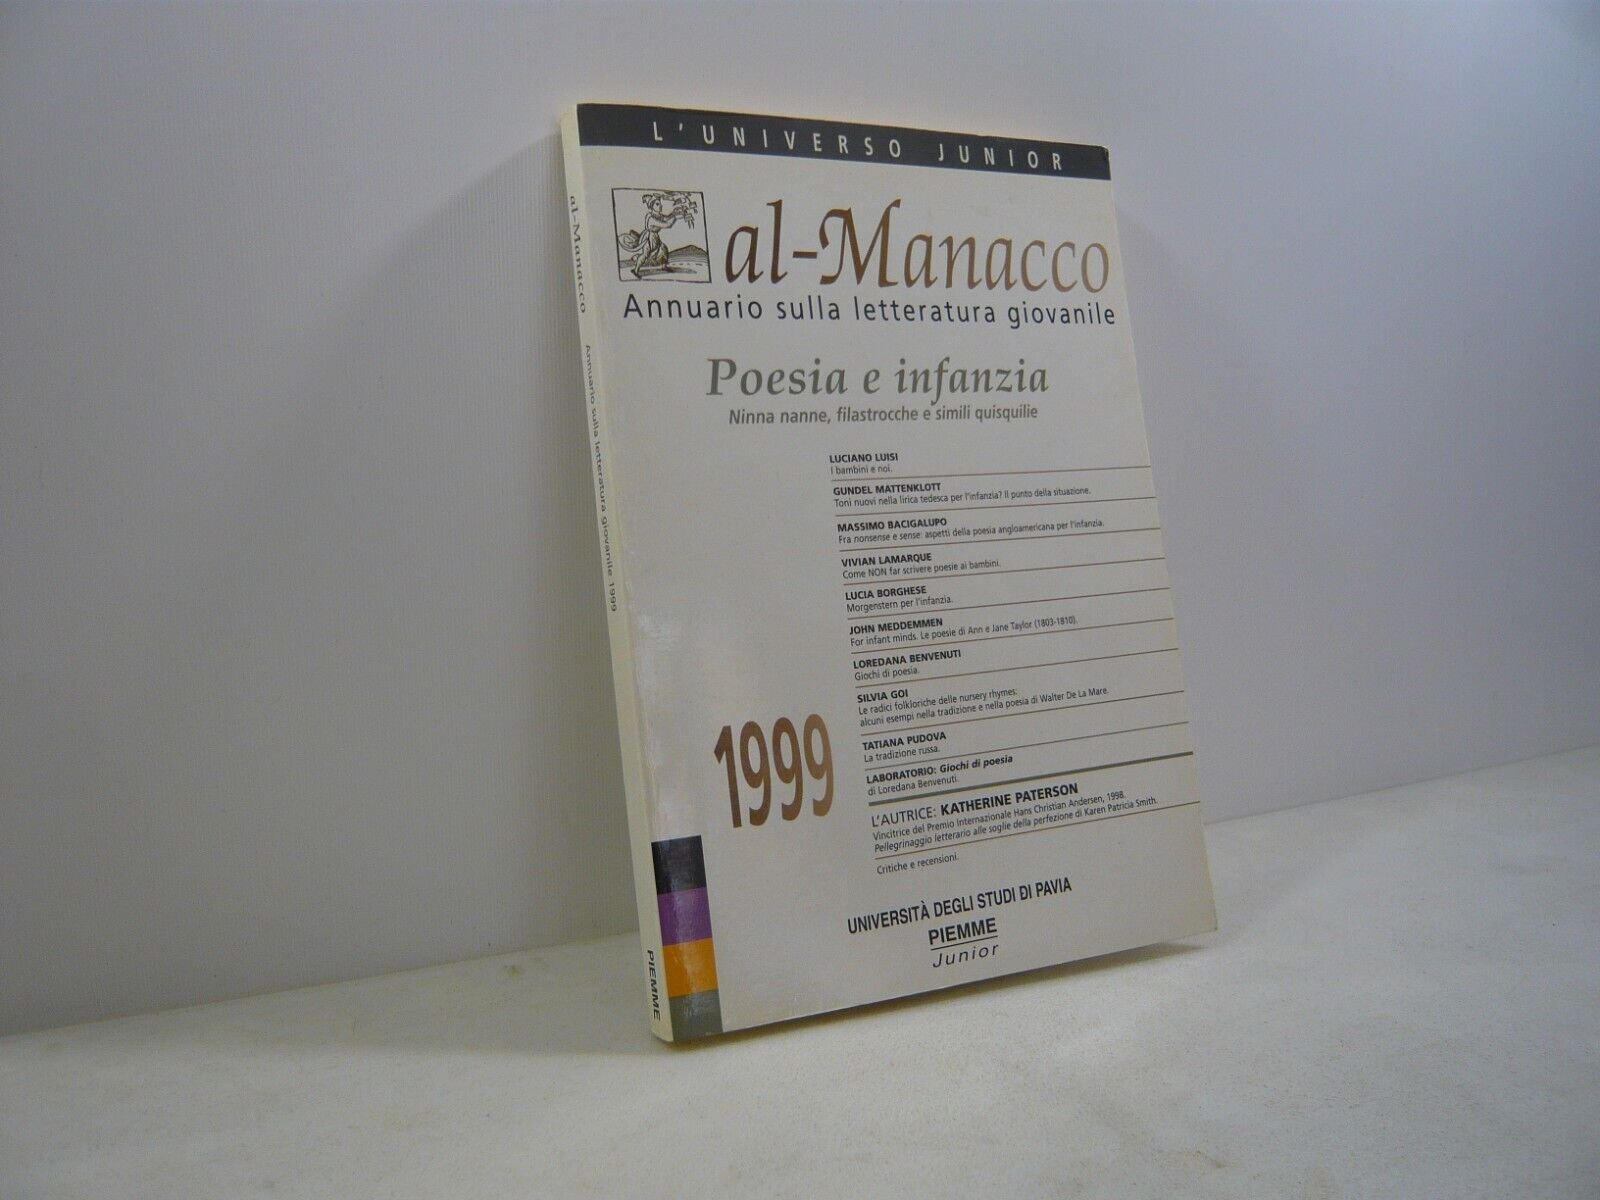 L'UNIVERSO JUNIOR
al-Manacco
Annuario sulla letteratura giovanile
Poesia e infanzia
Ninna nanne, filastrocche e simili quisquilie
LUCIANO LUISI
I bambini e noi.
GUNDEL MATTENKLOTT
Toni nuovi nella lirica tedesca per l'infanzia? Il punto della situazione.
MASSIMO BACIGALUPO
Fra nonsense e sense: aspetti della poesia angloamericana per l'infanzia.
VIVIAN LAMARQUE
Come NON far scrivere poesie ai bambini.
LUCIA BORGHESE
Morgenstern per l'infanzia.
JOHN MEDDEMMEN
For infant minds. Le poesie di Ann e Jane Taylor (1803-1810).
LOREDANA BENVENUTI
Giochi di poesia.
SILVIA GOI
Le radici folkloriche delle nursery rhymes:
alcuni esempi nella tradizione e nella poesia di Walter De La Mare.
TATIANA PUDOVA
La tradizione russa.
LABORATORIO: Giochi di poesia
di Loredana Benvenuti.
L'AUTRICE: KATHERINE PATERSON
Vincitrice del Premio Internazionale Hans Christian Andersen, 1998.
Pellegrinaggio letterario alle soglie della perfezione di Karen Patricia Smith.
Critiche e recensioni.
1999
UNIVERSITÀ DEGLI STUDI DI PAVIA
PIEMME
Junior
al-Manacco Annuario sulla letteratura giovanile 1999
PIEMME